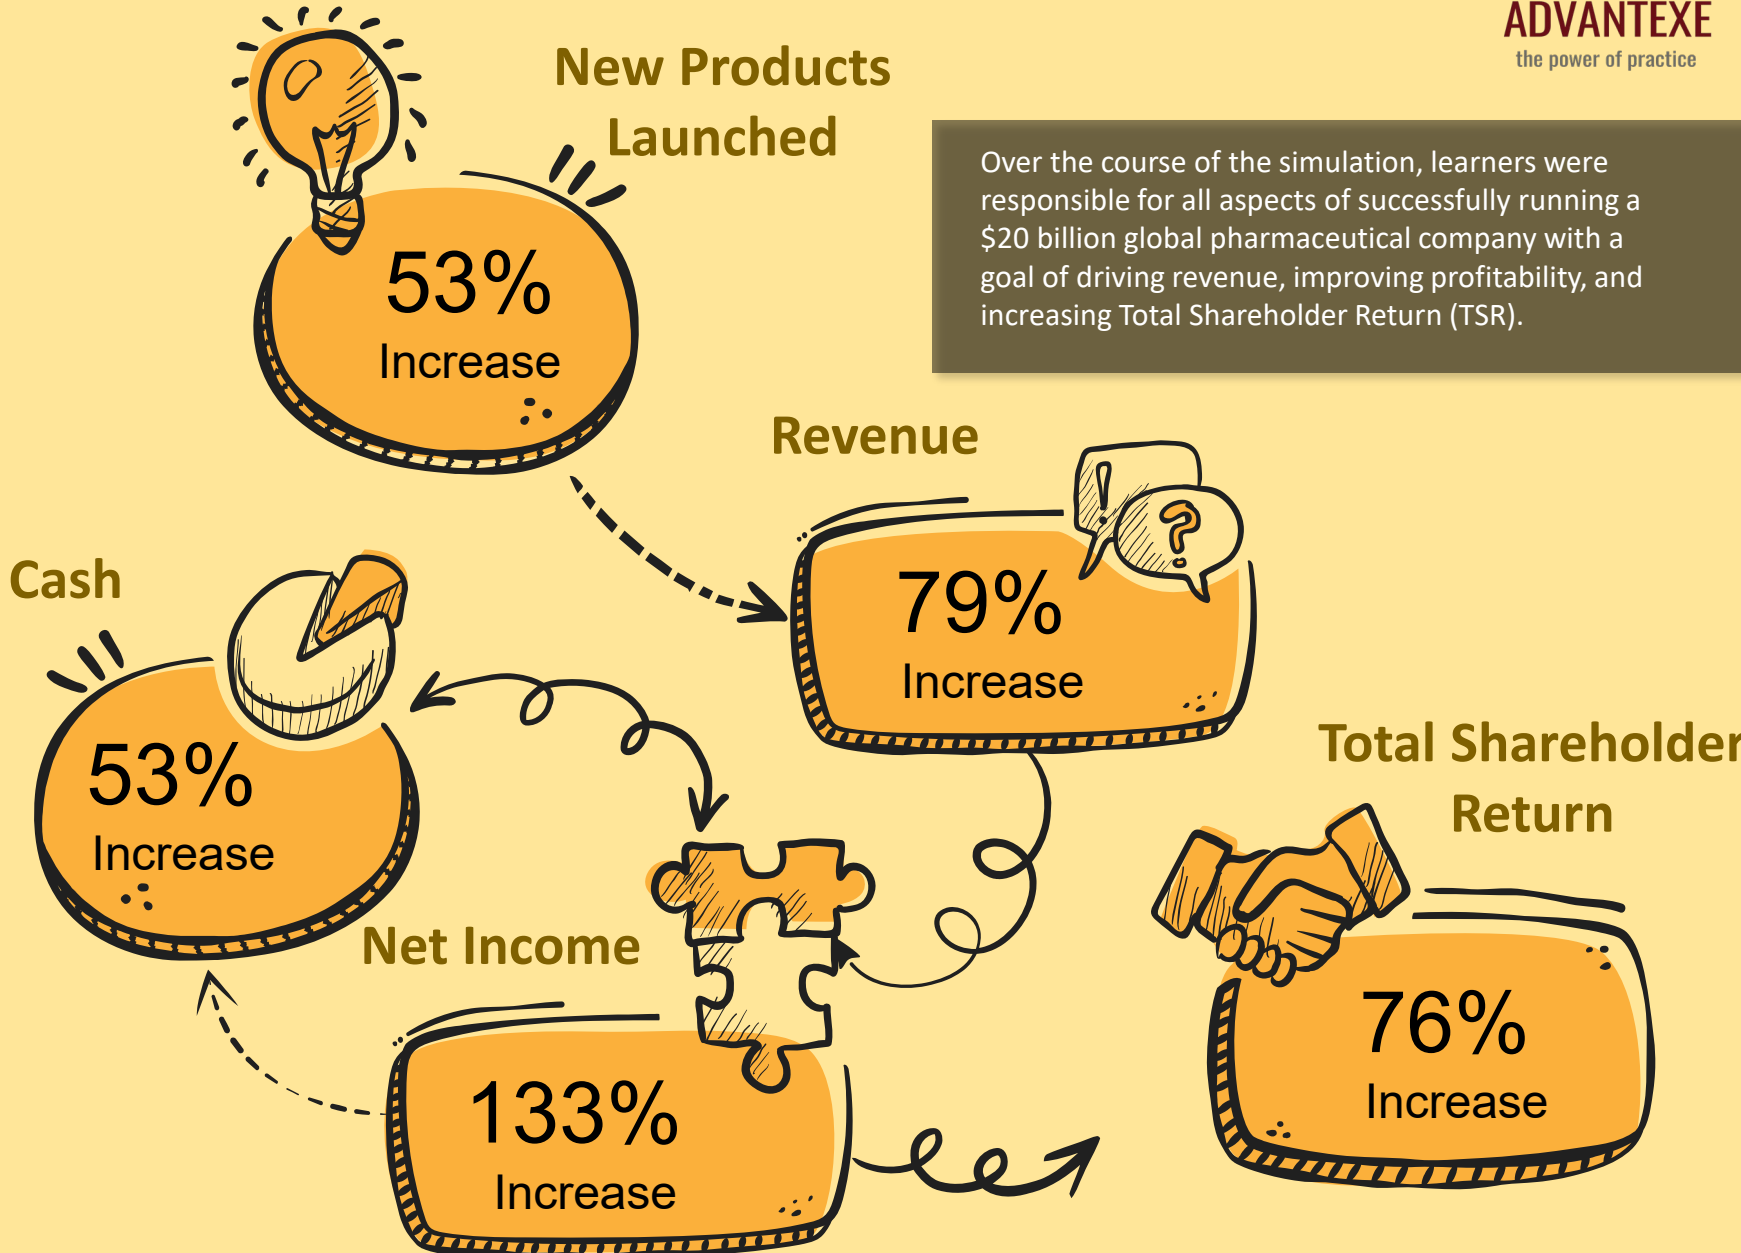 ADVANTEXE
the power of practice
New Products
Launched
53%
Increase
Over the course of the simulation, learners were
responsible for all aspects of successfully running a
$20 billion global pharmaceutical company with a
goal of driving revenue, improving profitability, and
increasing Total Shareholder Return (TSR).
Revenue
79%
Increase
Cash
53%
Increase
Total Shareholder
Return
76%
Increase
Net Income
133%
Increase